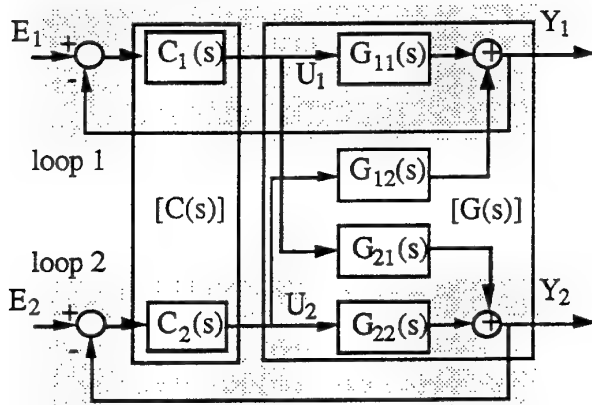 E₁
+
-
C₁(s)
U₁
G₁₁(s)
+
Y₁
loop 1
G₁₂(s)
[C(s)]
[G(s)]
G₂₁(s)
loop 2
E₂
+
-
C₂(s)
U₂
G₂₂(s)
+
Y₂